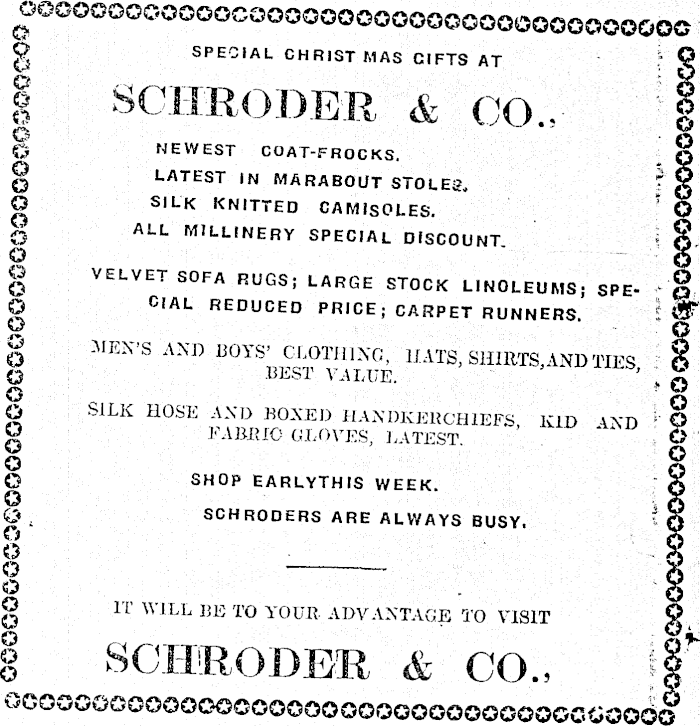 SPECIAL CHRIST MAS GIFTS AT
SCHRODER & CO.,
NEWEST COAT-FROCKS.
LATEST IN MARABOUT STOLES.
SILK KNITTED CAMISOLES.
ALL MILLINERY SPECIAL DISCOUNT.
VELVET SOFA RUGS; LARGE STOCK LINOLEUMS; SPE-
CIAL REDUCED PRICE; CARPET RUNNERS.
MEN'S AND BOYS' CLOTHING, HATS, SHIRTS, AND TIES,
BEST VALUE.
SILK HOSE AND BOXED HANDKERCHIEFS, KID AND
FABRIC GLOVES, LATEST.
SHOP EARLYTHIS WEEK.
SCHRODERS ARE ALWAYS BUSY.
IT WILL BE TO YOUR ADVANTAGE TO VISIT
SCHRODER & CO.,